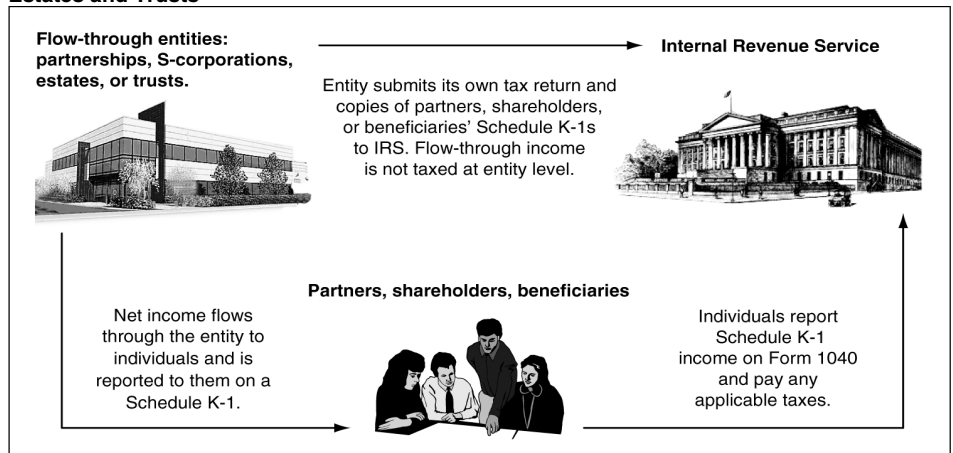 Estates and Trusts
Flow-through entities:
partnerships, S-corporations,
estates, or trusts.
Internal Revenue Service
Entity submits its own tax return and
copies of partners, shareholders,
or beneficiaries’ Schedule K-1s
to IRS. Flow-through income
is not taxed at entity level.
Partners, shareholders, beneficiaries
Net income flows
through the entity to
individuals and is
reported to them on a
Schedule K-1.
Individuals report
Schedule K-1
income on Form 1040
and pay any
applicable taxes.